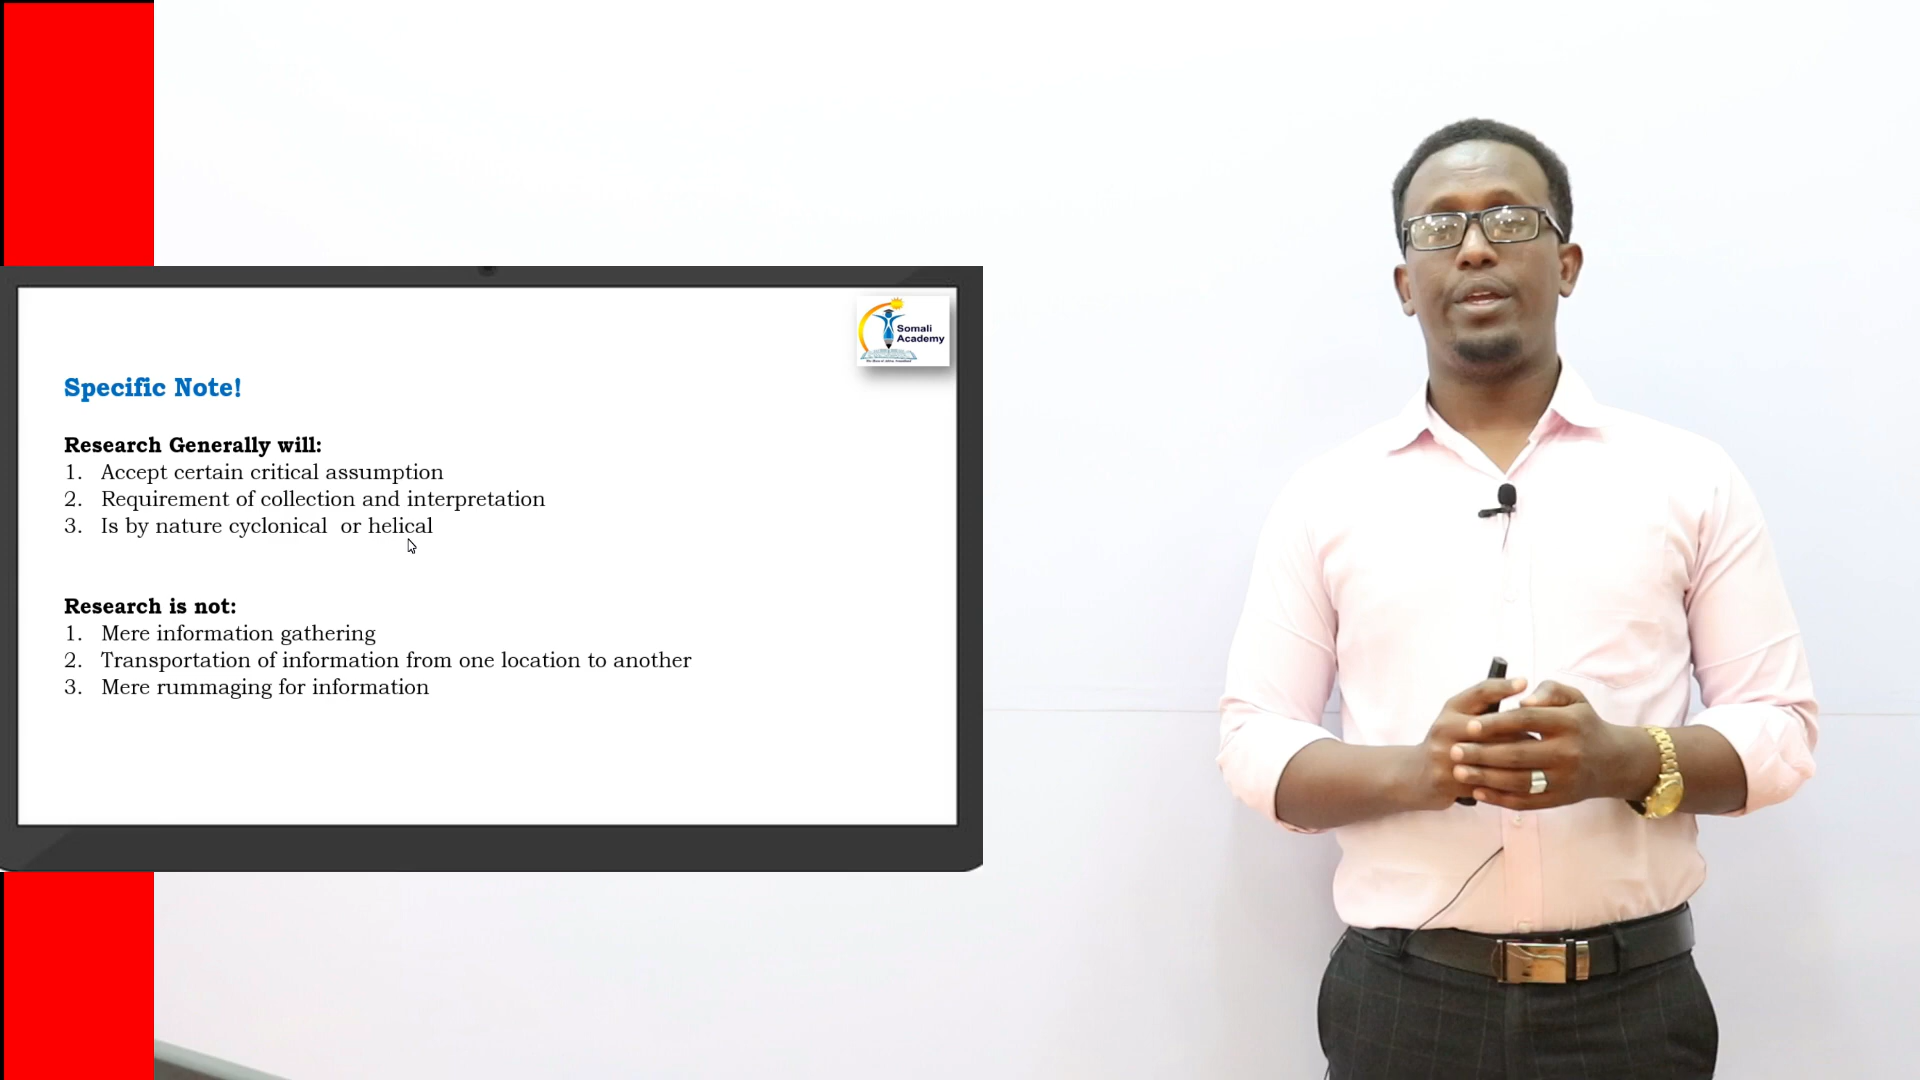 Somali
Academy
Specific Note!
Research Generally will:
1. Accept certain critical assumption
2. Requirement of collection and interpretation
3. Is by nature cyclonical or helical
Research is not:
1. Mere information gathering
2. Transportation of information from one location to another
3. Mere rummaging for information